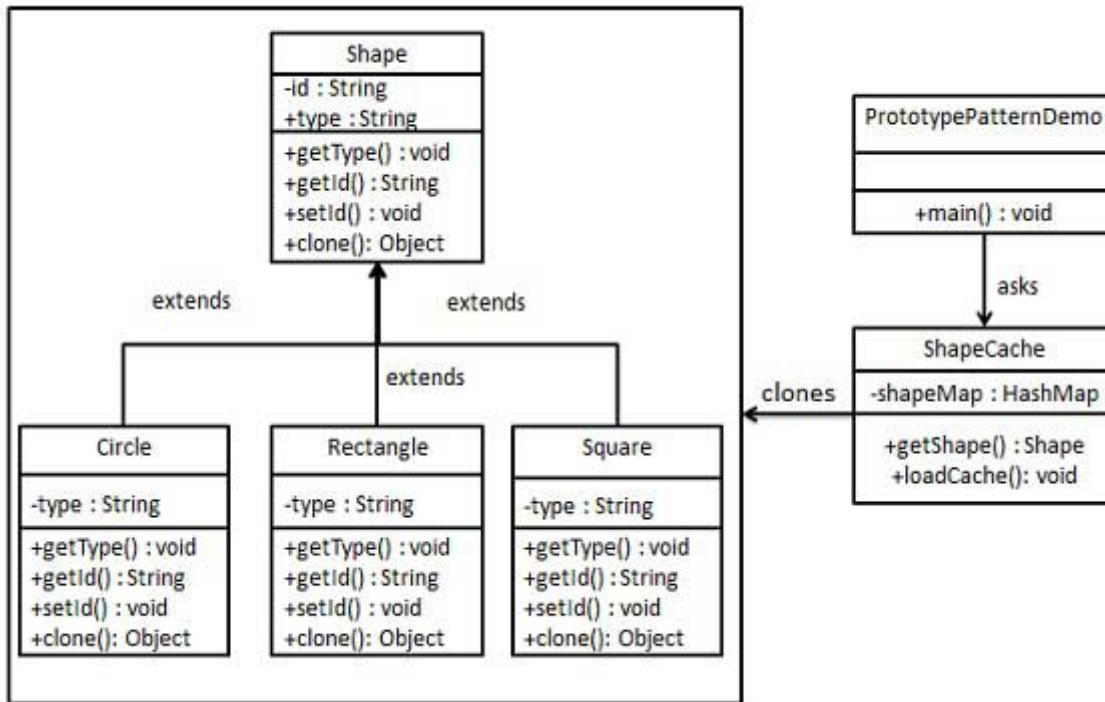 Shape
-id : String
+type : String
+getType() : void
+getId() : String
+setId() : void
+clone(): Object
extends
extends
extends
Circle
-type : String
+getType() : void
+getId() : String
+setId() : void
+clone(): Object
Rectangle
-type : String
+getType() : void
+getId() : String
+setId() : void
+clone(): Object
Square
-type : String
+getType() : void
+getId() : String
+setId() : void
+clone(): Object
PrototypePatternDemo
+main() : void
asks
ShapeCache
-shapeMap : HashMap
+getShape() : Shape
+loadCache(): void
clones